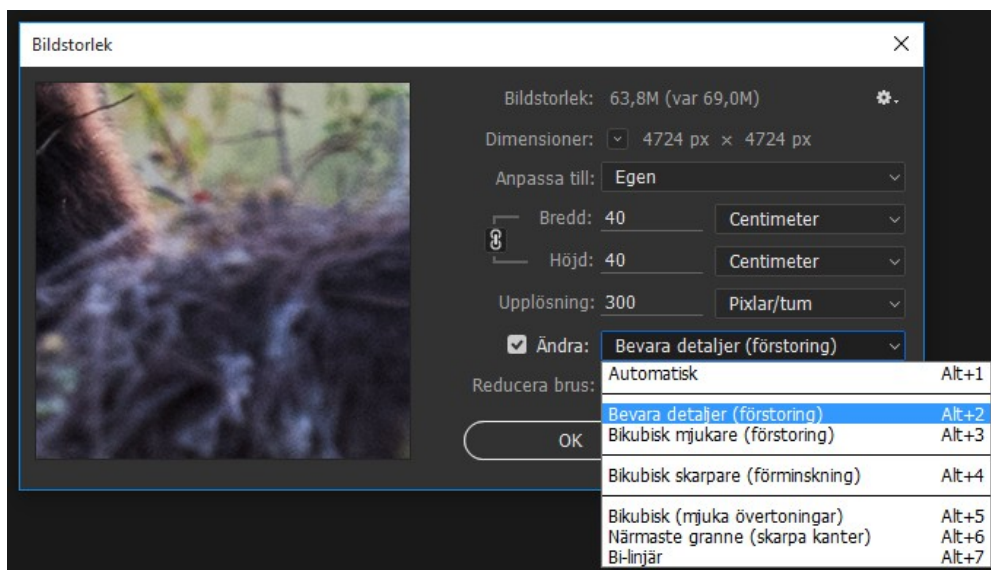 Bildstorlek
Bildstorlek: 63,8M (var 69,0M)
Dimensioner: 4724 px × 4724 px
Anpassa till: Egen
Bredd: 40 Centimeter
Höjd: 40 Centimeter
Upplösning: 300 Pixlar/tum
Ändra: Bevara detaljer (förstoring)
Reducera brus:
OK
Automatisk Alt+1
Bevara detaljer (förstoring) Alt+2
Bikubisk mjukare (förstoring) Alt+3
Bikubisk skarpare (förminskning) Alt+4
Bikubisk (mjuka övertoningar) Alt+5
Närmaste granne (skarpa kanter) Alt+6
Bi-linjär Alt+7